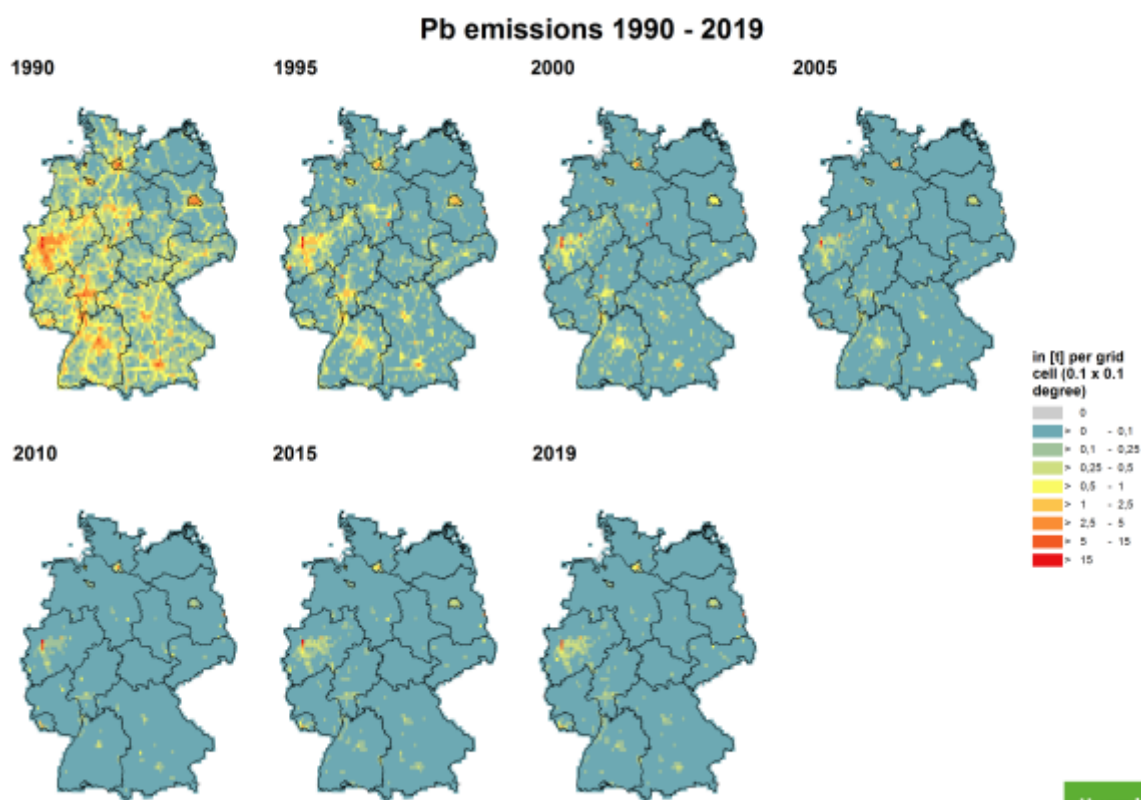 Pb emissions 1990 - 2019
1990
1995
2000
2005
2010
2015
2019
in [t] per grid
cell (0.1 x 0.1
degree)
0
> 0 - 0,1
> 0,1 - 0,25
> 0,25 - 0,5
> 0,5 - 1
> 1 - 2,5
> 2,5 - 5
> 5 - 15
> 15